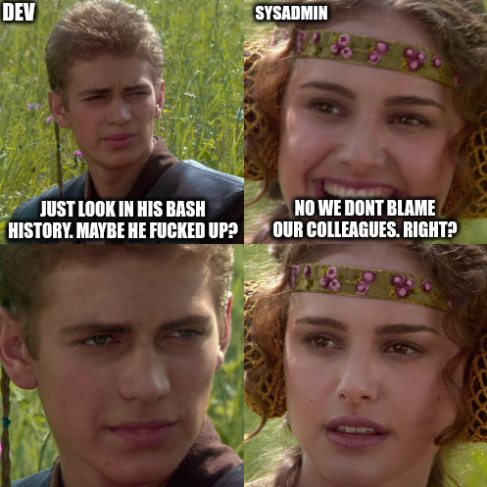 DEV
JUST LOOK IN HIS BASH
HISTORY. MAYBE HE FUCKED UP?
SYSADMIN
NO WE DONT BLAME
OUR COLLEAGUES. RIGHT?